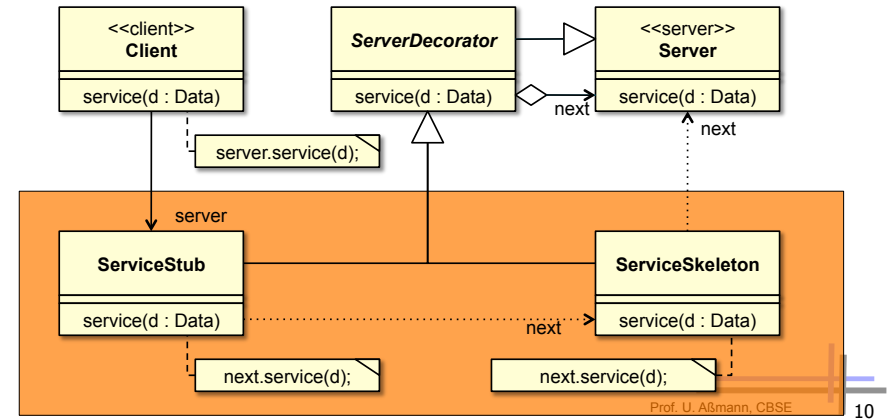 <<client>>
Client
service(d : Data)
ServerDecorator
service(d : Data)
<<server>>
Server
service(d : Data)
next
next
server.service(d);
server
ServiceStub
service(d : Data)
next
ServiceSkeleton
service(d : Data)
next.service(d);
next.service(d);
Prof. U. Aßmann, CBSE
10